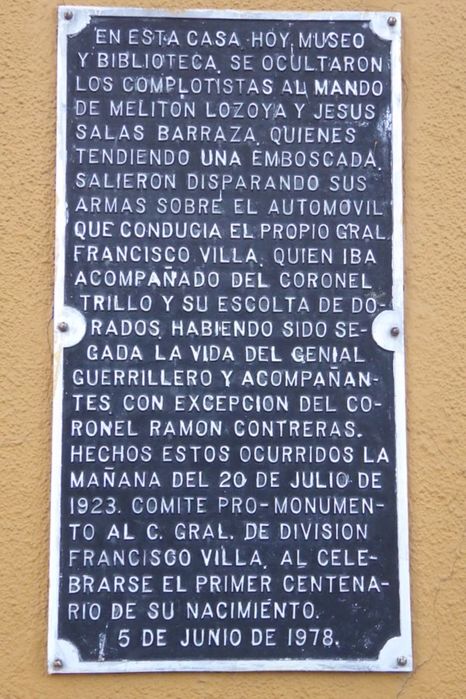 EN ESTA CASA, HOY, MUSEO
Y BIBLIOTECA, SE OCULTARON
LOS COMPLOTISTAS AL MANDO
DE MELITON LOZOYA Y JESUS
SALAS BARRAZA, QUIENES
TENDIENDO UNA EMBOSCADA,
SALIERON DISPARANDO SUS
ARMAS SOBRE EL AUTOMOVIL
QUE CONDUCIA EL PROPIO GRAL.
FRANCISCO VILLA, QUIEN IBA
ACOMPAÑADO DEL CORONEL
TRILLO Y SU ESCOLTA DE DO-
RADOS, HABIENDO SIDO SE-
GADA LA VIDA DEL GENIAL
GUERRILLERO Y ACOMPAÑAN-
TES CON EXCEPCION DEL CO-
RONEL RAMON CONTRERAS.
HECHOS ESTOS OCURRIDOS LA
MAÑANA DEL 20 DE JULIO DE
1923. COMITE PRO-MONUMEN-
TO AL C. GRAL. DE DIVISION
FRANCISCO VILLA, AL CELE-
BRARSE EL PRIMER CENTENA-
RIO DE SU NACIMIENTO.
5 DE JUNIO DE 1978.